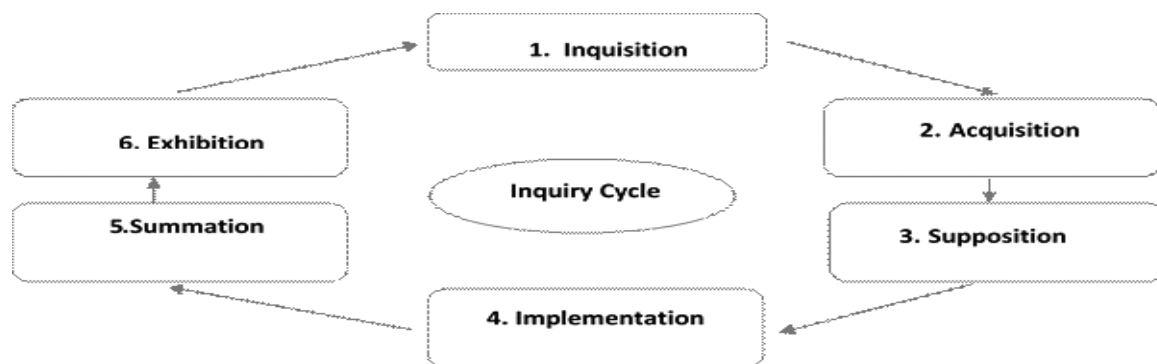 1. Inquisition
2. Acquisition
3. Supposition
4. Implementation
5.Summation
6. Exhibition
Inquiry Cycle